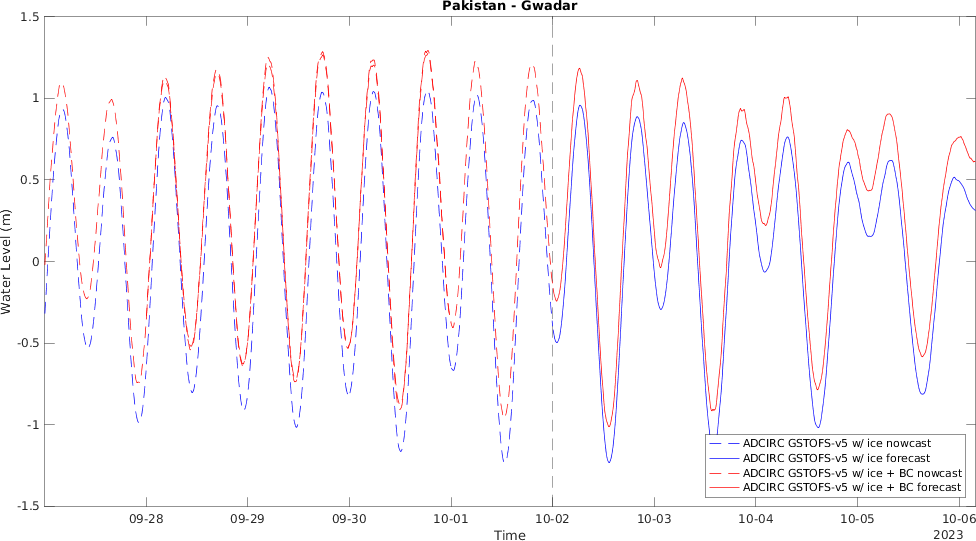 Pakistan - Gwadar
1.5
1
0.5
0
-0.5
-1
-1.5
Water Level (m)
ADCIRC GSTOFS-v5 w/ ice nowcast
ADCIRC GSTOFS-v5 w/ ice forecast
ADCIRC GSTOFS-v5 w/ ice + BC nowcast
ADCIRC GSTOFS-v5 w/ ice + BC forecast
09-28 09-29 09-30 10-01 10-02 10-03 10-04 10-05 10-06
Time
2023